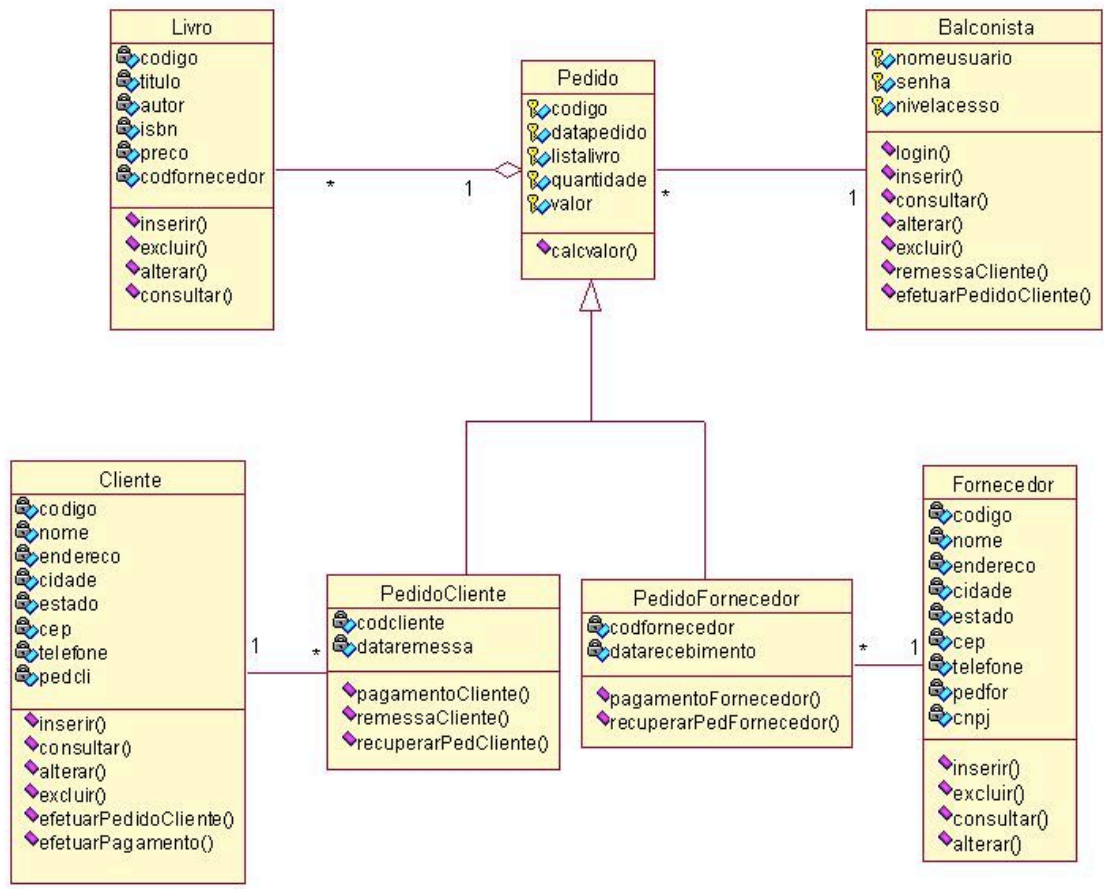 Livro
codigo
titulo
autor
isbn
preco
codfornecedor
inserir()
excluir()
alterar()
consultar()
*
1
Pedido
codigo
datapedido
listalivro
quantidade
valor
calcvalor()
*
1
Balconista
nomeusuario
senha
nivelacesso
login()
inserir()
consultar()
alterar()
excluir()
remessaCliente()
efetuarPedidoCliente()
Cliente
codigo
nome
endereco
cidade
estado
cep
telefone
pedcli
inserir()
consultar()
alterar()
excluir()
efetuarPedidoCliente()
efetuarPagamento()
1
*
PedidoCliente
codcliente
dataremessa
pagamentoCliente()
remessaCliente()
recuperarPedCliente()
PedidoFornecedor
codfornecedor
datarecebimento
pagamentoFornecedor()
recuperarPedFornecedor()
*
1
Fornecedor
codigo
nome
endereco
cidade
estado
cep
telefone
pedfor
cnpj
inserir()
excluir()
consultar()
alterar()